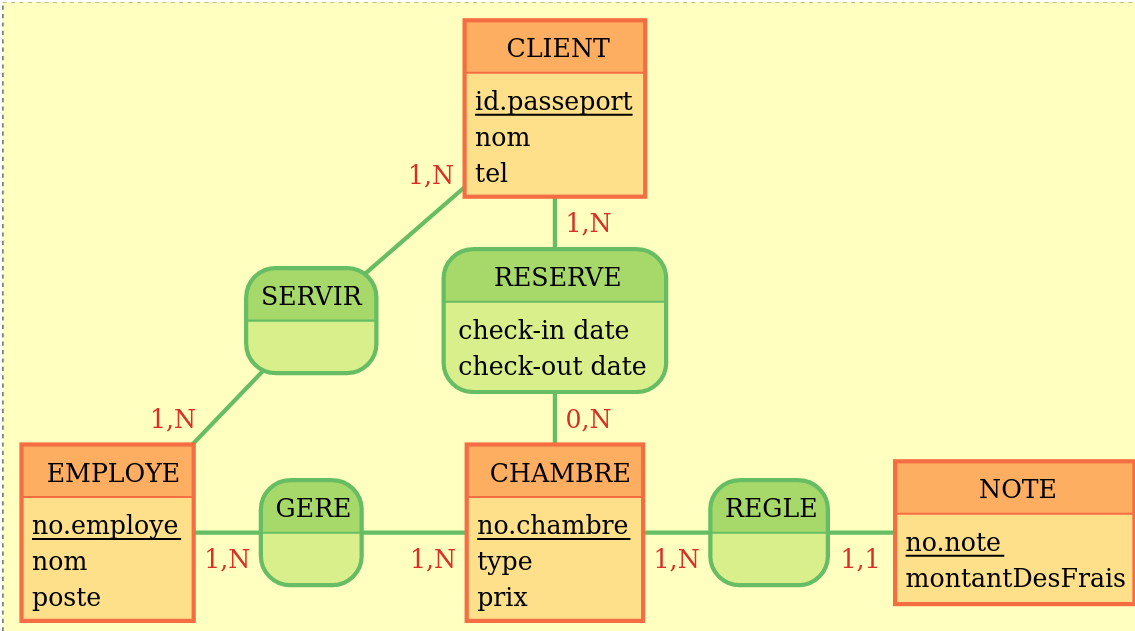 CLIENT
id.passeport
nom
tel
1,N
1,N
SERVIR
RESERVE
check-in date
check-out date
1,N
0,N
EMPLOYE
no.employe
nom
poste
1,N
GERE
1,N
CHAMBRE
no.chambre
type
prix
1,N
REGLE
1,1
NOTE
no.note
montantDesFrais